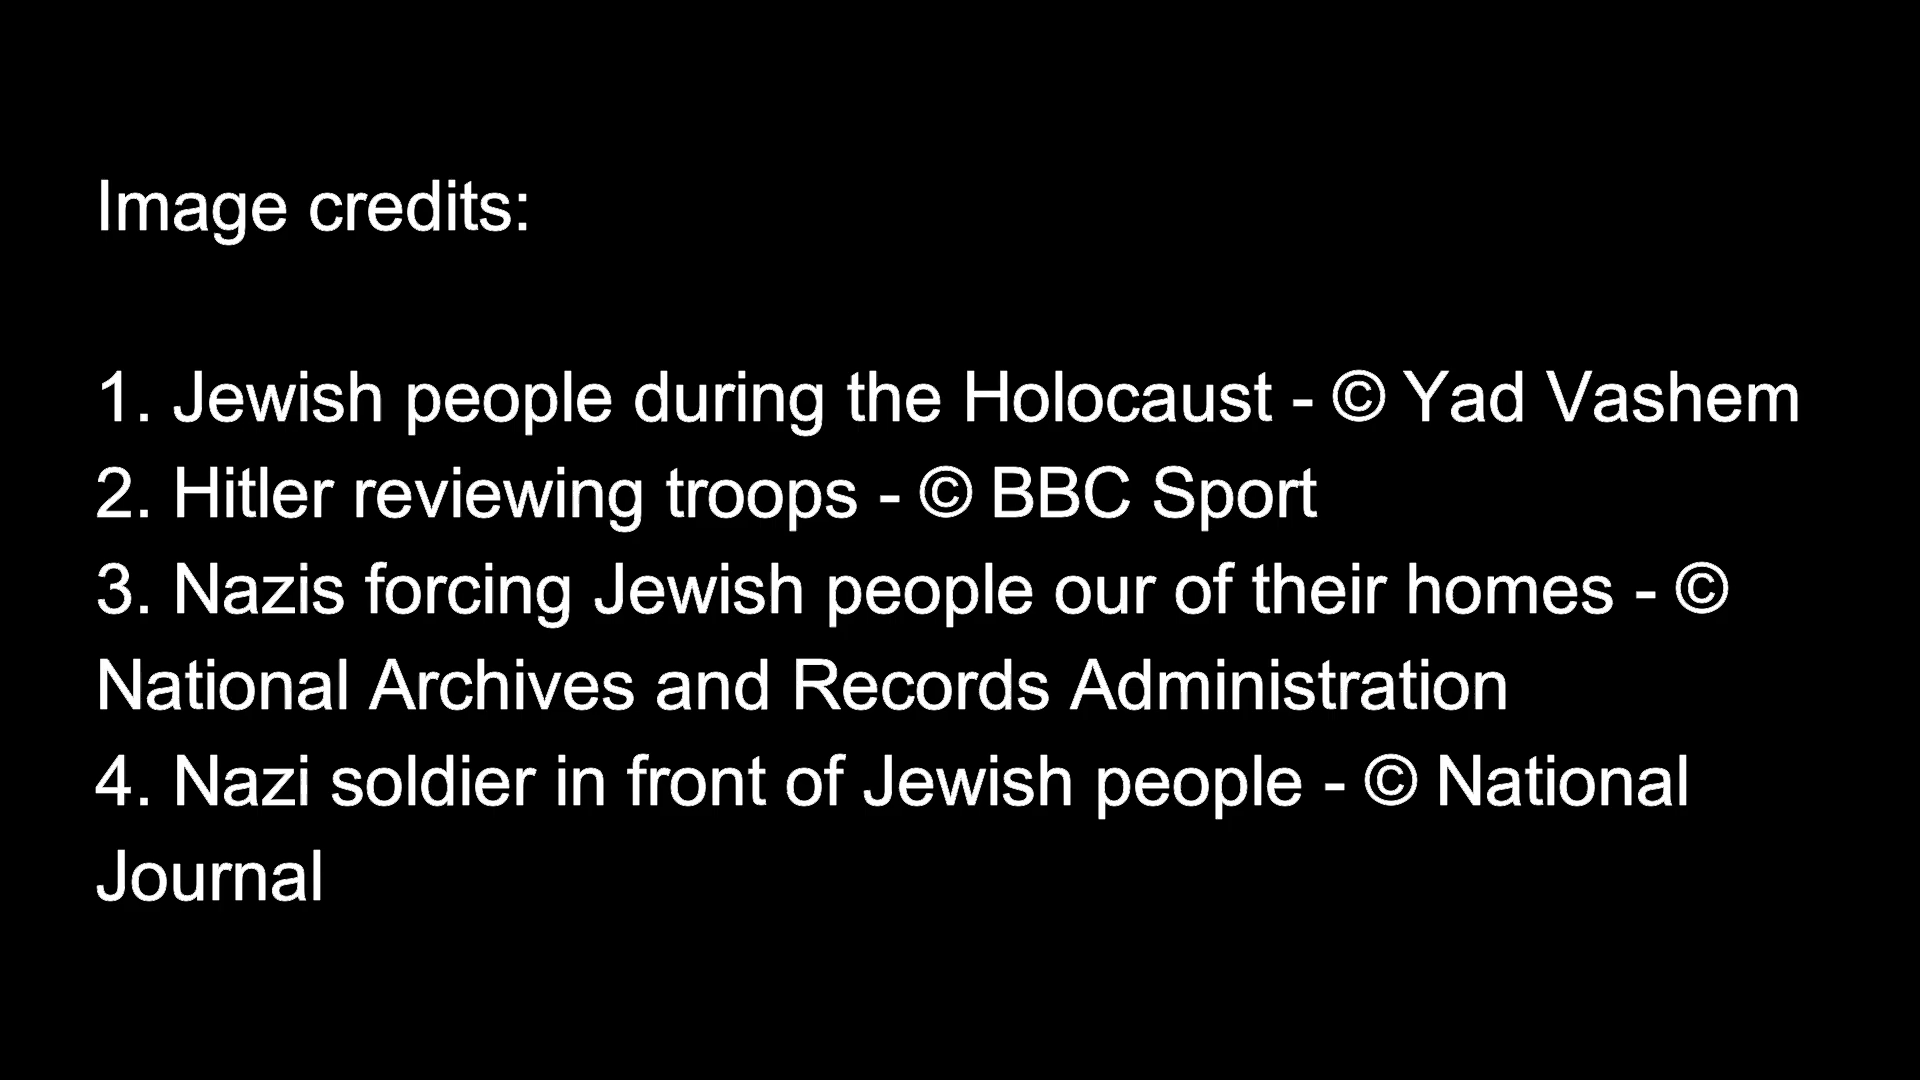 Image credits:
1. Jewish people during the Holocaust - © Yad Vashem
2. Hitler reviewing troops - © BBC Sport
3. Nazis forcing Jewish people our of their homes - ©
National Archives and Records Administration
4. Nazi soldier in front of Jewish people - © National
Journal